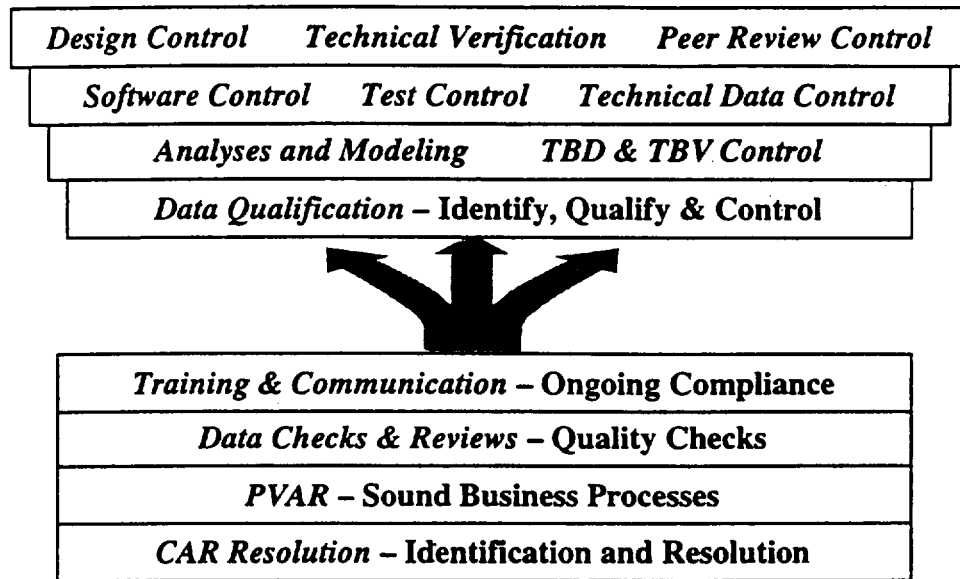 Design Control Technical Verification Peer Review Control
Software Control Test Control Technical Data Control
Analyses and Modeling TBD & TBV Control
Data Qualification – Identify, Qualify & Control
Training & Communication – Ongoing Compliance
Data Checks & Reviews – Quality Checks
PVAR – Sound Business Processes
CAR Resolution – Identification and Resolution